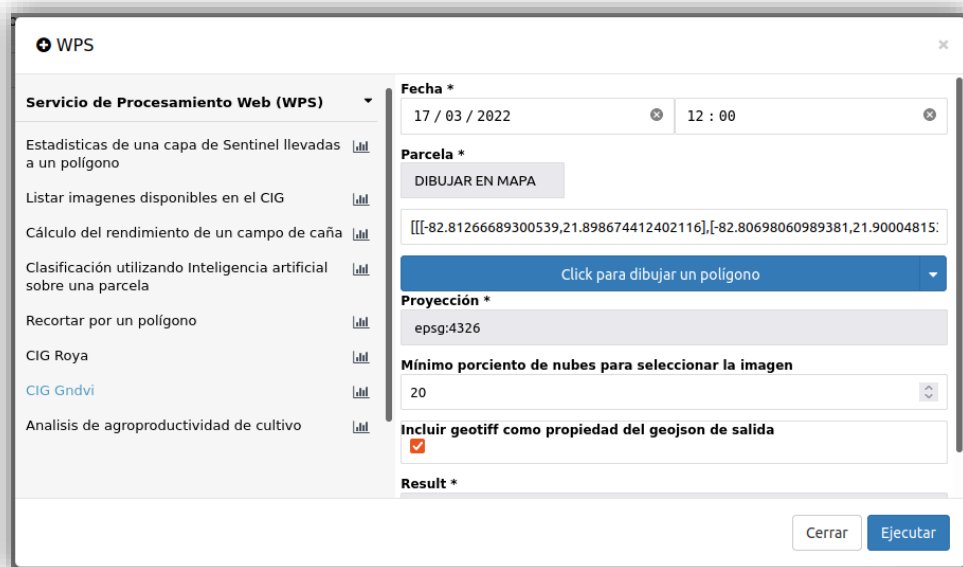 WPS
×
Servicio de Procesamiento Web (WPS)
Estadisticas de una capa de Sentinel llevadas
a un polígono
Listar imagenes disponibles en el CIG
Cálculo del rendimiento de un campo de caña
Clasificación utilizando Inteligencia artificial
sobre una parcela
Recortar por un polígono
CIG Roya
CIG Gndvi
Analisis de agroproductividad de cultivo
Fecha *
17 / 03 / 2022
12 : 00
Parcela *
DIBUJAR EN MAPA
[[[-82.81266689300539,21.898674412402116],[-82.80698060989381,21.900048153
Click para dibujar un polígono
Proyección *
epsg:4326
Mínimo porciento de nubes para seleccionar la imagen
20
Incluir geotiff como propiedad del geojson de salida
Result *
Cerrar
Ejecutar